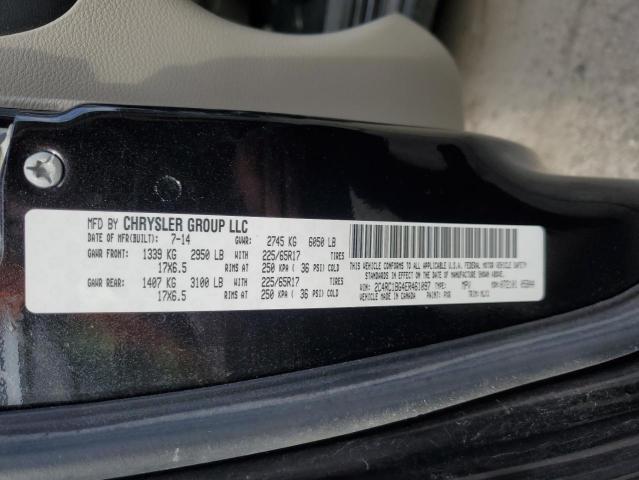 MFD BY CHRYSLER GROUP LLC
DATE OF MFR(BUILT): 7-14 GVWR: 2745 KG 6050 LB
GAWR FRONT: 1339 KG 2950 LB WITH 225/65R17 TIRES
17X6.5 RIMS AT 250 KPA ( 36 PSI) COLD
GAWR REAR: 1407 KG 3100 LB WITH 225/65R17 TIRES
17X6.5 RIMS AT 250 KPA ( 36 PSI) COLD
THIS VEHICLE CONFORMS TO ALL APPLICABLE U.S.A. FEDERAL MOTOR VEHICLE SAFETY
STANDARDS IN EFFECT ON THE DATE OF MANUFACTURE SHOWN ABOVE.
VIN: 2C4RC1BG4ER461097 TYPE: MPV
VEHICLE MADE IN CANADA PAINT: TRIM: